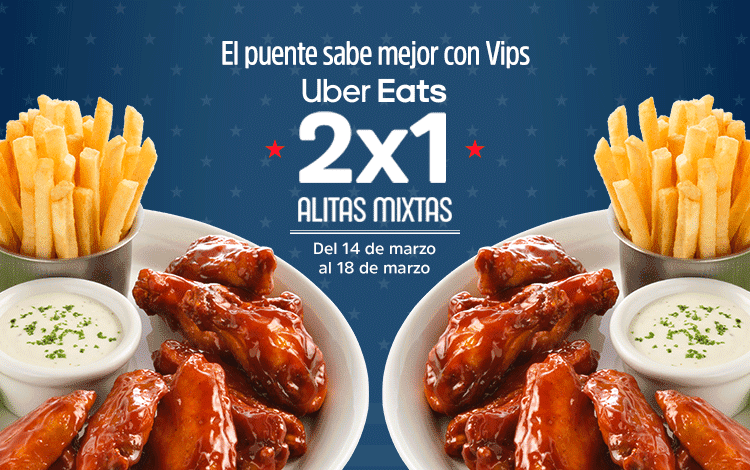 El puente sabe mejor con Vips
Uber Eats
2x1
ALITAS MIXTAS
Del 14 de marzo
al 18 de marzo